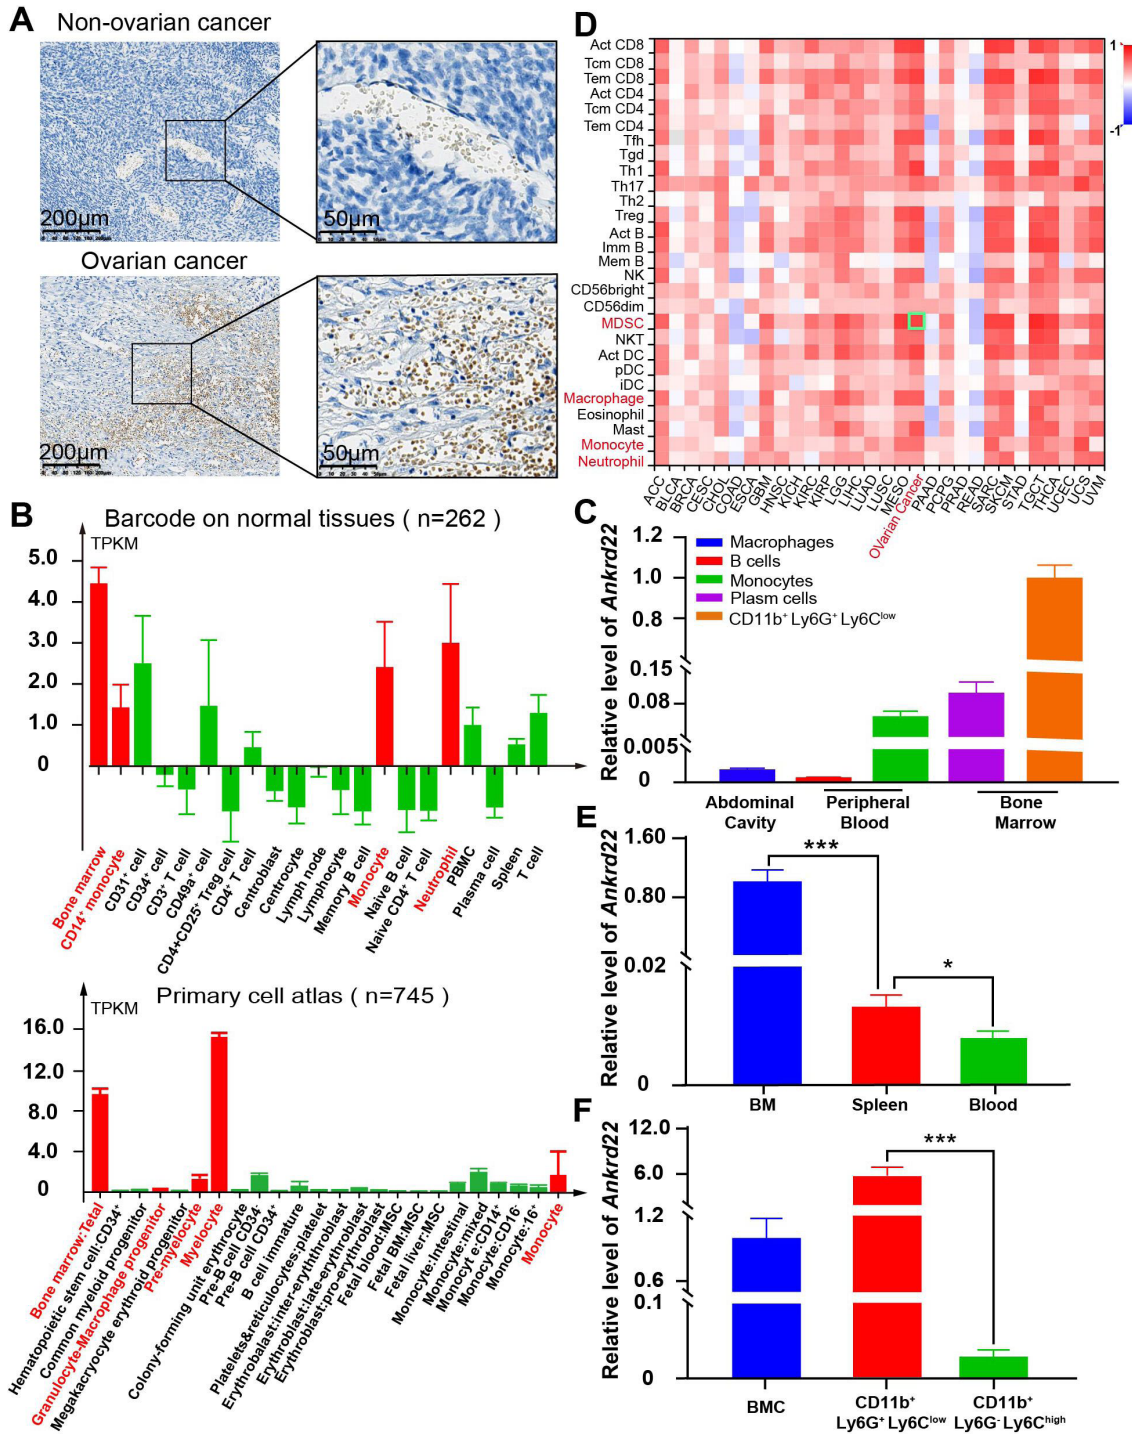 A
Non-ovarian cancer
200μm
50μm
Ovarian cancer
200μm
50μm
B
Barcode on normal tissues ( n=262 )
TPKM
5.0
4.0
3.0
2.0
1.0
0
Bone marrow
CD14⁺ monocyte
CD31⁺ cell
CD34⁺ cell
CD3⁺ T cell
CD49a⁺ cell
CD4+CD25⁺ Treg cell
CD4⁺ T cell
Centroblast
Centrocyte
Lymph node
Lymphocyte
Memory B cell
Monocyte
Naive B cell
Naive CD4⁺ T cell
Neutrophil
PBMC
Plasma cell
Spleen
T cell
Primary cell atlas ( n=745 )
TPKM
16.0
12.0
8.0
4.0
0
Bone marrow:Tetal
Hematopoietic stem cell:CD34⁺
Common myeloid progenitor
Granulocyte-Macrophage progenitor
Megakacryocyte erythroid progenitor
Pre-myelocyte
Myelocyte
Colony-forming unit erythrocyte
Pre-B cell CD34⁻
Pre-B cell CD34⁺
B cell immature
Platelets&reticulocytes:platelet
Erythrobalast:inter-erythtroblast
Erythroblast:late-erythroblast
Erythroblast:pro-erythroblast
Fetal blood:MSC
Fetal BM:MSC
Fetal liver:MSC
Monocyte:Intestinal
Monocyte:mixed
Monocyt e:CD14⁺
Monocyte:CD16⁻
Monocyte:16⁺
Monocyte
D
Act CD8
Tcm CD8
Tem CD8
Act CD4
Tcm CD4
Tem CD4
Tfh
Tgd
Th1
Th17
Th2
Treg
Act B
Imm B
Mem B
NK
CD56bright
CD56dim
MDSC
NKT
Act DC
pDC
iDC
Macrophage
Eosinophil
Mast
Monocyte
Neutrophil
1
-1
ACC
BLCA
BRCA
CESC
CHOL
COAD
ESCA
GBM
HNSC
KICH
KIRC
KIRP
LGG
LIHC
LUAD
LUSC
MESO
OVarian Cancer
PAAD
PCPG
PRAD
READ
SARC
SKCM
STAD
TGCT
THCA
UCEC
UCS
UVM
C
Relative level of Ankrd22
Macrophages
B cells
Monocytes
Plasm cells
CD11b⁺ Ly6G⁺ Ly6Cˡᵒʷ
1.2
1.0
0.8
0.15
0.08
0.005
0
Abdominal Cavity
Peripheral Blood
Bone Marrow
E
Relative level of Ankrd22
1.60
0.80
0.02
0
***
*
BM
Spleen
Blood
F
Relative level of Ankrd22
12.0
6.0
1.2
0.6
0.1
0
***
BMC
CD11b⁺
Ly6G⁺ Ly6Cˡᵒʷ
CD11b⁺
Ly6G⁻ Ly6Cʰⁱᵍʰ